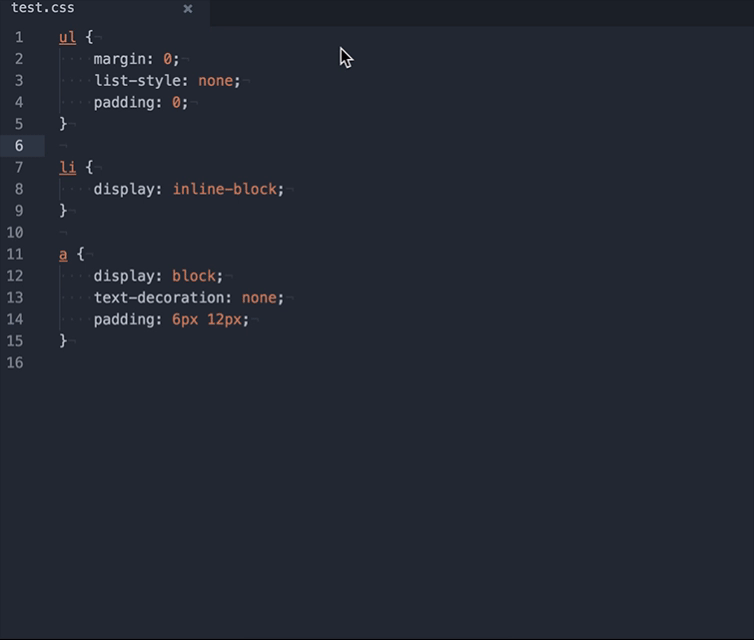 test.css ×
1 ul {
2     margin: 0;
3     list-style: none;
4     padding: 0;
5 }
6
7 li {
8     display: inline-block;
9 }
10
11 a {
12     display: block;
13     text-decoration: none;
14     padding: 6px 12px;
15 }
16